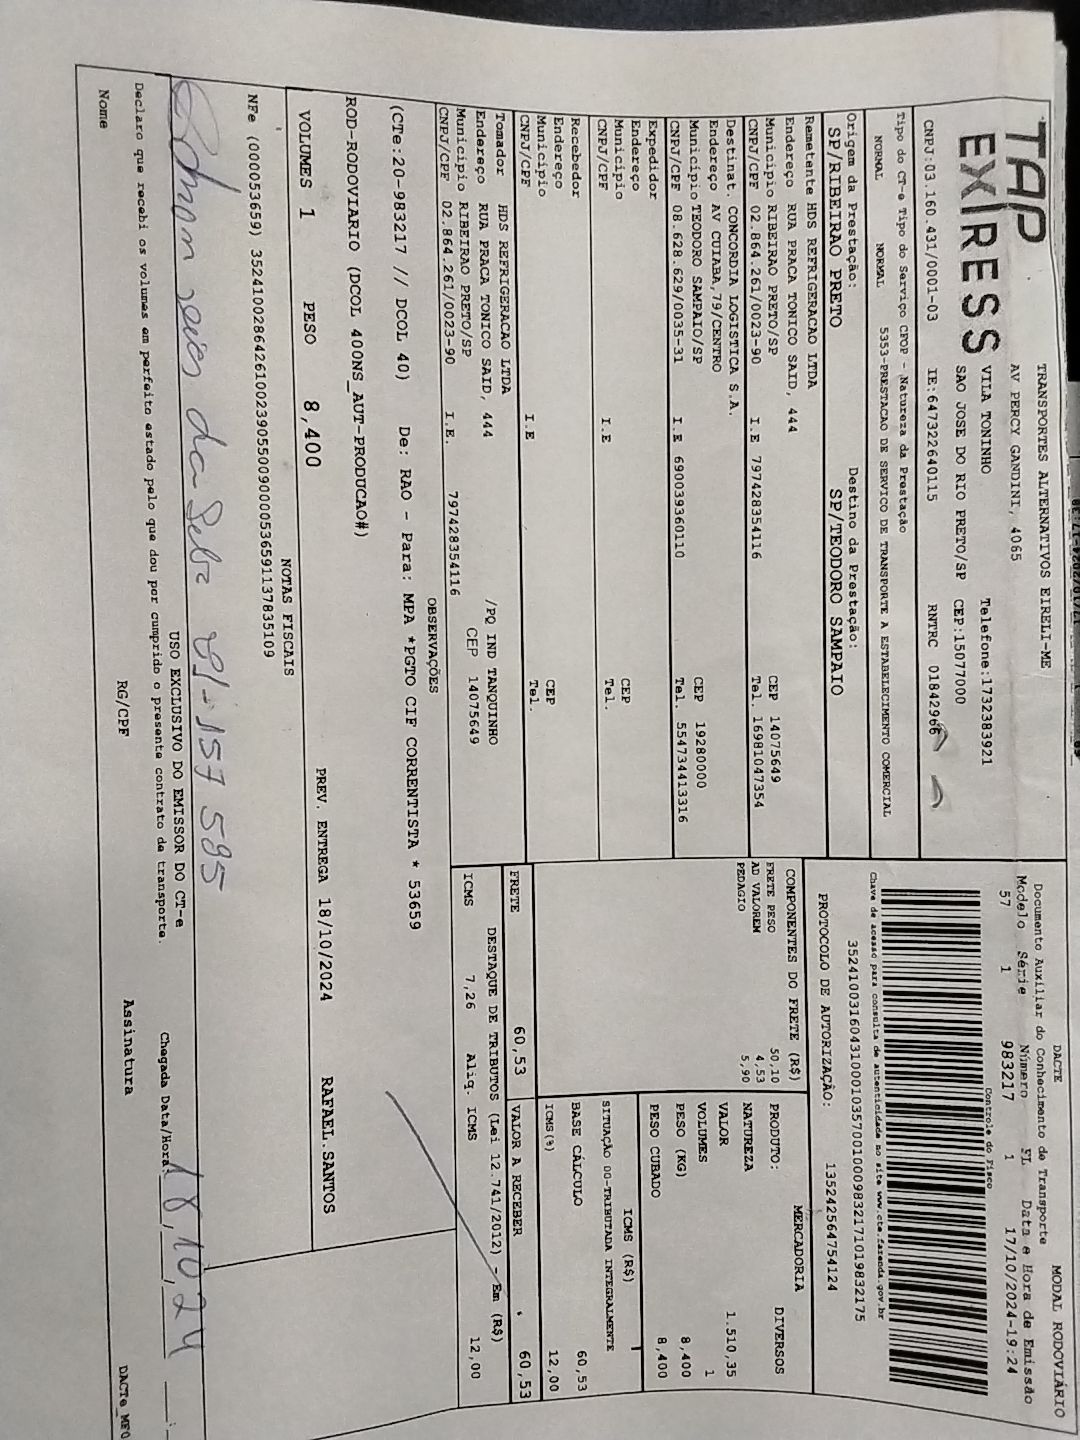 TAP
EXPRESS
TRANSPORTES ALTERNATIVOS EIRELI-ME
AV PERCY GANDINI, 4065
VILA TONINHO Telefone:1732383921
SAO JOSE DO RIO PRETO/SP CEP:15077000
CNPJ:03.160.431/0001-03 IE:647322640115 RNTRC 01842966
Tipo do CT-e Tipo do Serviço CFOP - Natureza da Prestação
NORMAL NORMAL 5353-PRESTACAO DE SERVICO DE TRANSPORTE A ESTABELECIMENTO COMERCIAL
Origem da Prestação: Destino da Prestação:
SP/RIBEIRAO PRETO SP/TEODORO SAMPAIO
Remetente HDS REFRIGERACAO LTDA
Endereço RUA PRACA TONICO SAID, 444 CEP 14075649
Município RIBEIRAO PRETO/SP Tel. 16981047354
CNPJ/CPF 02.864.261/0023-90 I.E 797428354116
Destinat. CONCORDIA LOGISTICA S.A.
Endereço AV CUIABA,79/CENTRO CEP 19280000
Município TEODORO SAMPAIO/SP Tel. 554734413316
CNPJ/CPF 08.628.629/0035-31 I.E 690039360110
Expedidor
Endereço
Município CEP
CNPJ/CPF I.E Tel.
Recebedor
Endereço
Município CEP
CNPJ/CPF I.E Tel.
Tomador HDS REFRIGERACAO LTDA
Endereço RUA PRACA TONICO SAID, 444 /PQ IND TANQUINHO
Município RIBEIRAO PRETO/SP CEP 14075649
CNPJ/CPF 02.864.261/0023-90 I.E. 797428354116
DACTE MODAL RODOVIÁRIO
Documento Auxiliar do Conhecimento de Transporte
Modelo Série Número FL Data e Hora de Emissão
57 1 983217 1 17/10/2024-19:24
Controle do Fisco
Chave de acesso para consulta de autenticidade no site www.cte.fazenda.gov.br
35241003160431000103570010009832171019832175
PROTOCOLO DE AUTORIZAÇÃO: 135242564754124
COMPONENTES DO FRETE (R$)
FRETE PESO 50,10
AD VALOREM 4,53
PEDAGIO 5,90
MERCADORIA
PRODUTO: DIVERSOS
NATUREZA
VALOR 1.510,35
VOLUMES 1
PESO (KG) 8,400
PESO CUBADO 8,400
ICMS (R$)
SITUAÇÃO 00-TRIBUTADA INTEGRALMENTE
BASE CÁLCULO 60,53
ICMS(%) 12,00
FRETE 60,53 VALOR A RECEBER 60,53
DESTAQUE DE TRIBUTOS (Lei 12.741/2012) - Em (R$)
ICMS 7,26 Aliq. ICMS 12,00
OBSERVAÇÕES
(CTe:20-983217 // DCOL 40) De: RAO - Para: MPA *PGTO CIF CORRENTISTA * 53659
ROD-RODOVIARIO (DCOL 400NS_AUT-PRODUCAO#)
VOLUMES 1 PESO 8,400 PREV. ENTREGA 18/10/2024 RAFAEL.SANTOS
NOTAS FISCAIS
NFe (000053659) 35241002864261002390550090000536591137835109
USO EXCLUSIVO DO EMISSOR DO CT-e
Declaro que recebi os volumes em perfeito estado pelo que dou por cumprido o presente contrato de transporte.
Chegada Data/Hora: 18/10/24
Nome RG/CPF Assinatura